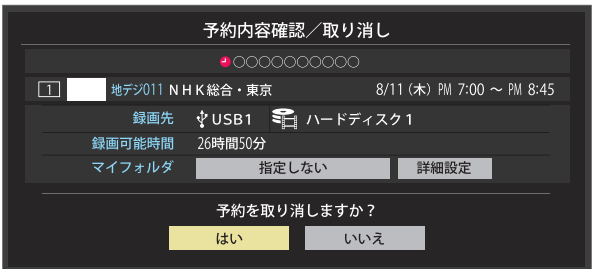 予約内容確認／取り消し
○○○○○○○○○○
1 地デジ011 NHK総合・東京 8/11(木) PM 7:00 ～ PM 8:45
録画先 USB1 ハードディスク1
録画可能時間 26時間50分
マイフォルダ 指定しない 詳細設定
予約を取り消しますか？
はい いいえ